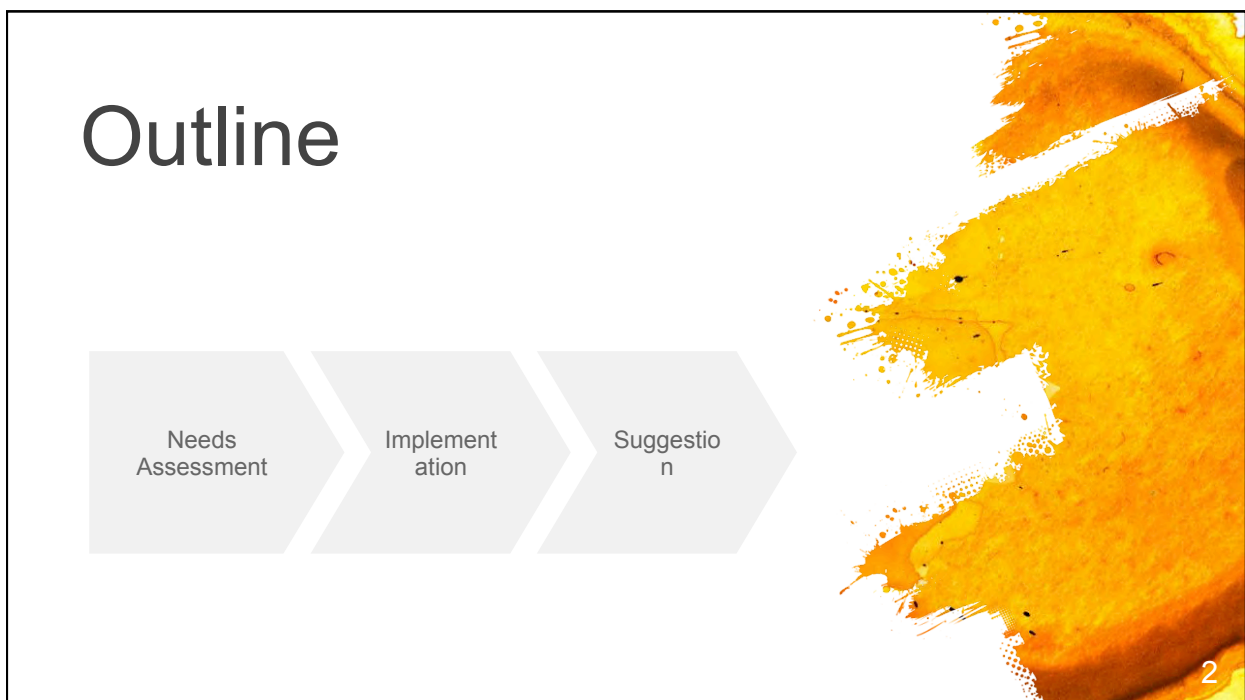 Outline
Needs
Assessment
Implement
ation
Suggestio
n
2